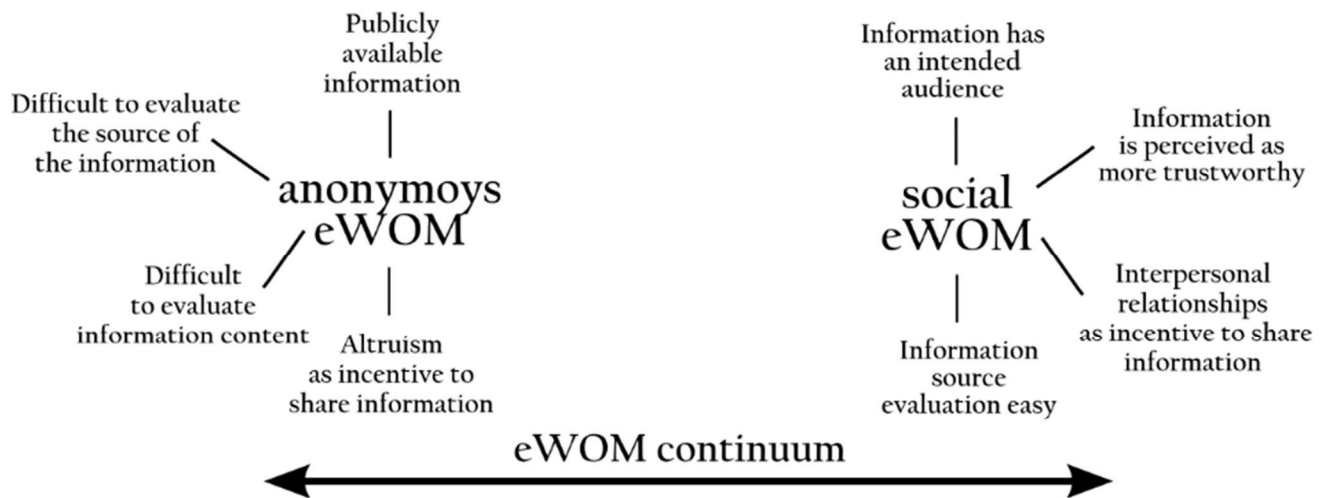 Publicly
available
information
Difficult to evaluate
the source of
the information
anonymoys
eWOM
Difficult
to evaluate
information content
Altruism
as incentive to
share information
Information has
an intended
audience
Information
is perceived as
more trustworthy
social
eWOM
Interpersonal
relationships
as incentive to share
information
Information
source
evaluation easy
eWOM continuum